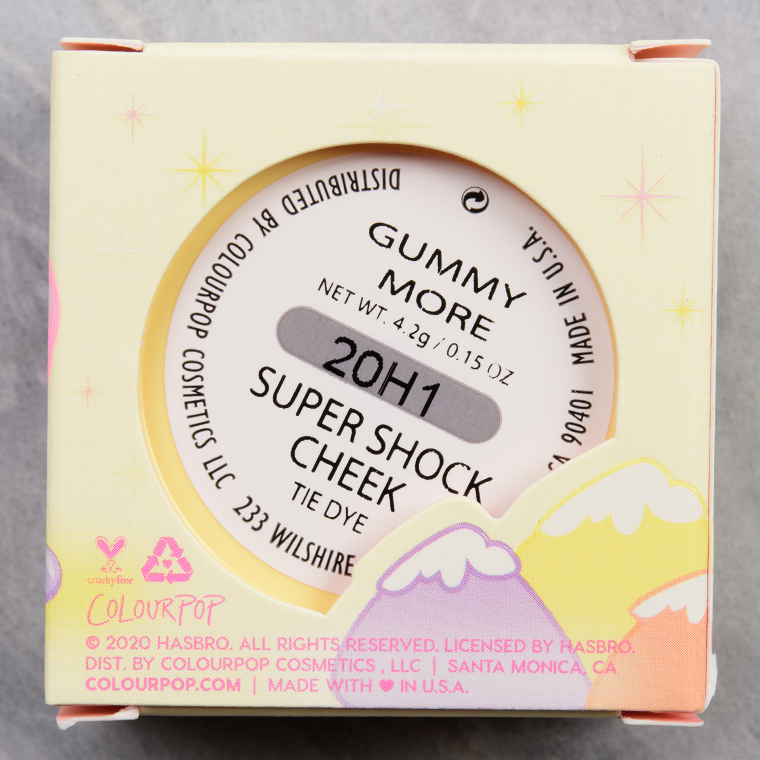 DISTRIBUTED BY COLOURPOP COSMETICS LLC 233 WILSHIRE
CA 90401 MADE IN U.S.A.
GUMMY
MORE
NET WT. 4.2g / 0.15 OZ
20H1
SUPER SHOCK
CHEEK
TIE DYE
crueltyfree
COLOURPOP
© 2020 HASBRO. ALL RIGHTS RESERVED. LICENSED BY HASBRO.
DIST. BY COLOURPOP COSMETICS , LLC | SANTA MONICA, CA
COLOURPOP.COM | MADE WITH ♥ IN U.S.A.